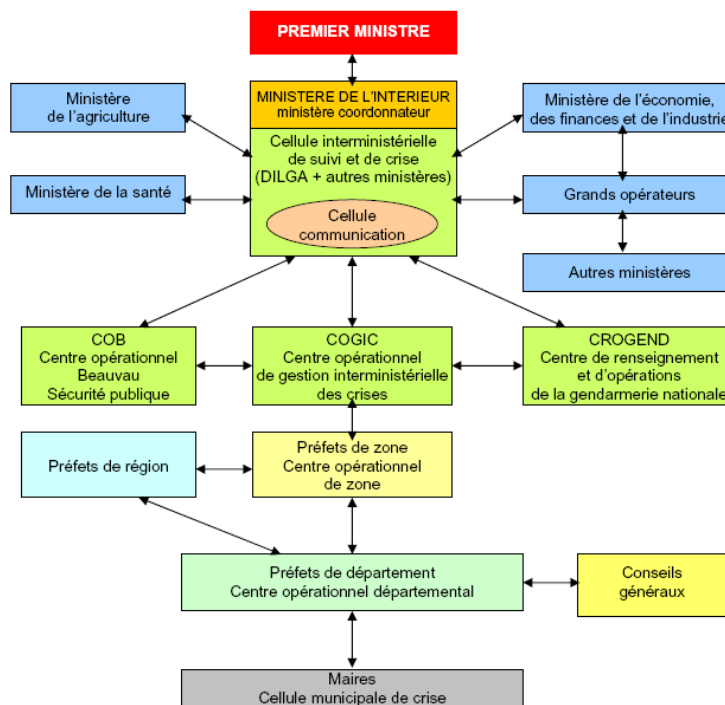 PREMIER MINISTRE
MINISTERE DE L'INTERIEUR
ministère coordonnateur
Ministère
de l'agriculture
Ministère de l'économie,
des finances et de l'industrie
Cellule interministérielle
de suivi et de crise
(DILGA + autres ministères)
Ministère de la santé
Grands opérateurs
Cellule
communication
Autres ministères
COB
Centre opérationnel
Beauvau
Sécurité publique
COGIC
Centre opérationnel
de gestion interministérielle
des crises
CROGEND
Centre de renseignement
et d'opérations
de la gendarmerie nationale
Préfets de région
Préfets de zone
Centre opérationnel
de zone
Préfets de département
Centre opérationnel départemental
Conseils
généraux
Maires
Cellule municipale de crise